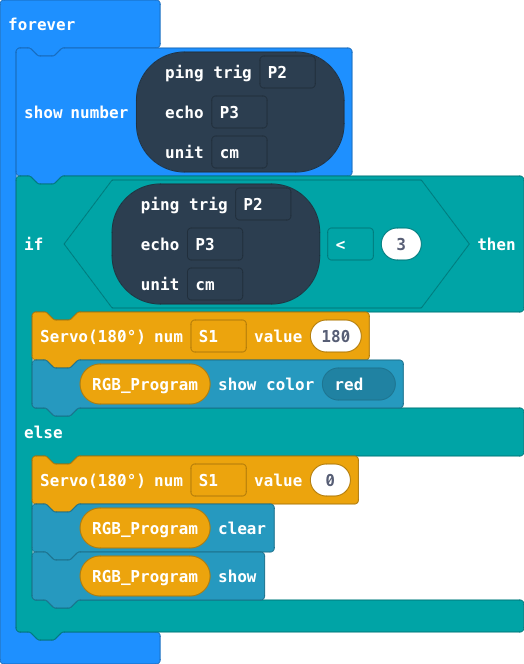 forever
ping trig P2
show number echo P3
unit cm
ping trig P2
if echo P3 < 3 then
unit cm
Servo(180°) num S1 value 180
RGB_Program show color red
else
Servo(180°) num S1 value 0
RGB_Program clear
RGB_Program show